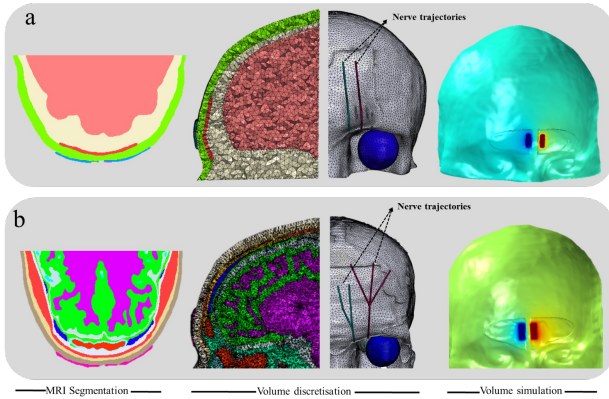 a
Nerve trajectories
b
Nerve trajectories
MRI Segmentation
Volume discretisation
Volume simulation